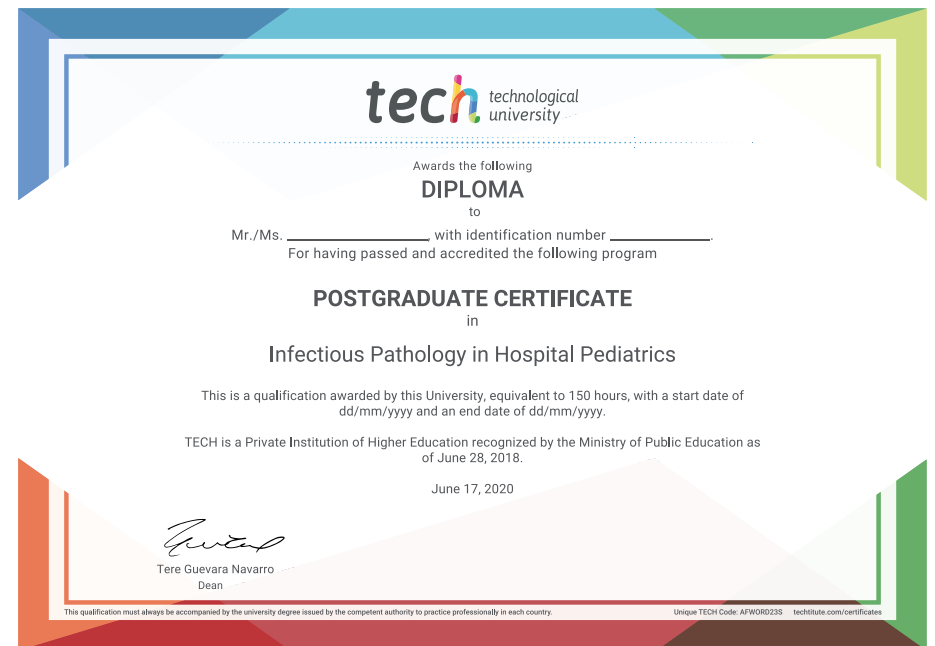 tech technological
university
Awards the following
DIPLOMA
to
Mr./Ms. ____________________, with identification number ______________.
For having passed and accredited the following program
POSTGRADUATE CERTIFICATE
in
Infectious Pathology in Hospital Pediatrics
This is a qualification awarded by this University, equivalent to 150 hours, with a start date of
dd/mm/yyyy and an end date of dd/mm/yyyy.
TECH is a Private Institution of Higher Education recognized by the Ministry of Public Education as
of June 28, 2018.
June 17, 2020
Tere Guevara Navarro
Dean
This qualification must always be accompanied by the university degree issued by the competent authority to practice professionally in each country.
Unique TECH Code: AFWORD23S techtitute.com/certificates